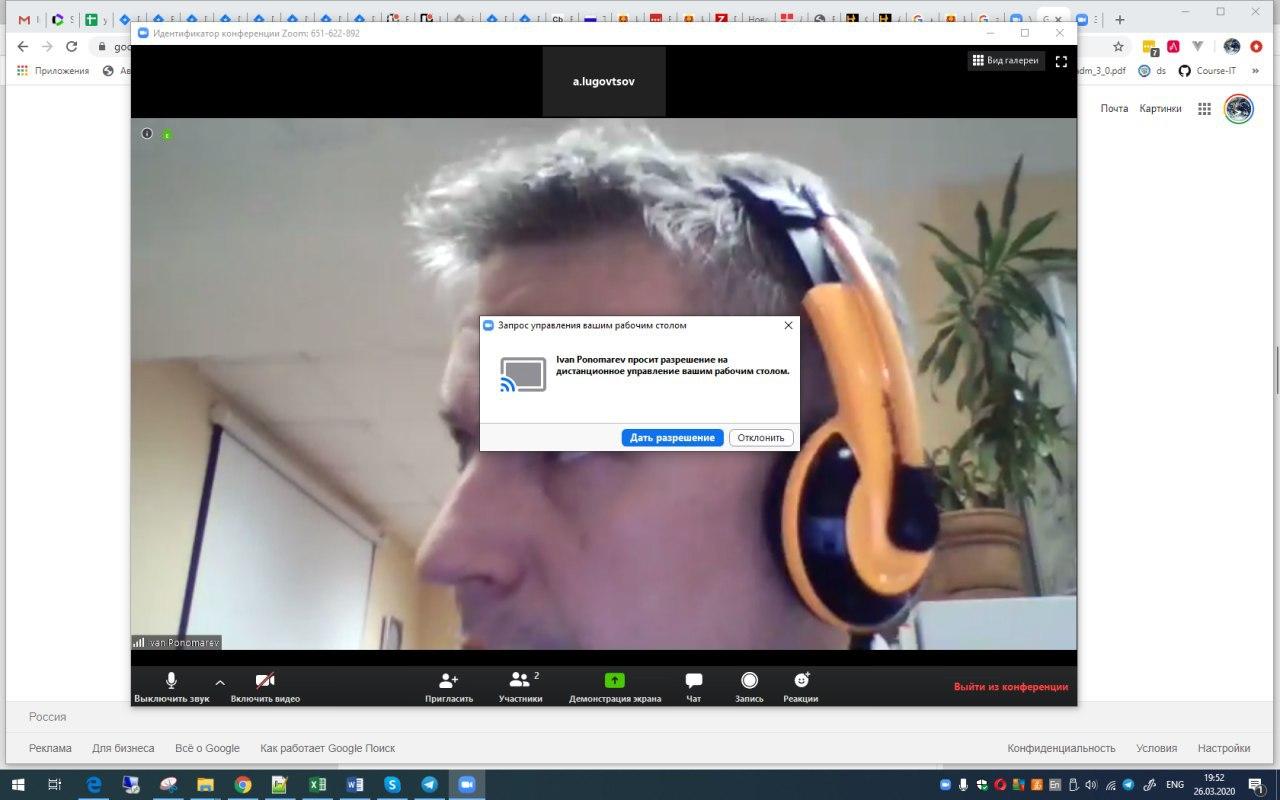 Идентификатор конференции Zoom: 651-622-892
Приложения
ds
Course-IT
»
a.lugovtsov
Вид галереи
Почта
Картинки
Запрос управления вашим рабочим столом
Ivan Ponomarev просит разрешение на
дистанционное управление вашим рабочим столом.
Дать разрешение
Отклонить
Ivan Ponomarev
2
Выключить звук
Включить видео
Пригласить
Участники
Демонстрация экрана
Чат
Запись
Реакции
Выйти из конференции
Россия
Реклама
Для бизнеса
Всё о Google
Как работает Google Поиск
Конфиденциальность
Условия
Настройки
ENG
19:52
26.03.2020